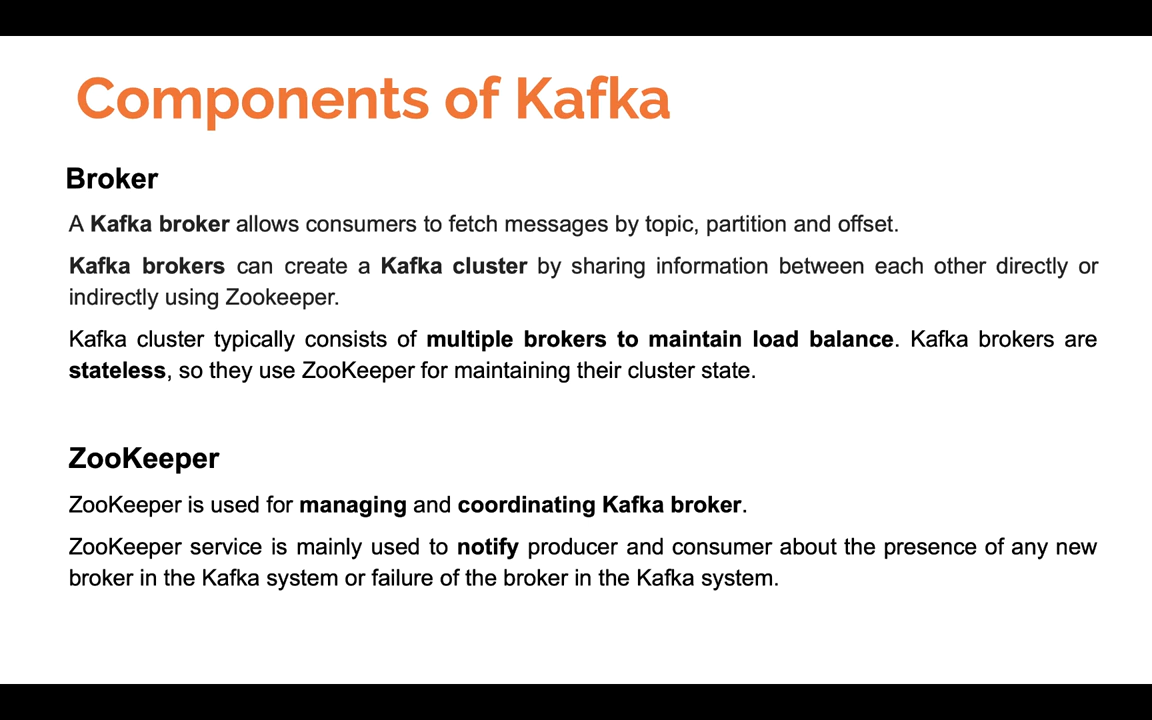 Components of Kafka
Broker
A Kafka broker allows consumers to fetch messages by topic, partition and offset.
Kafka brokers can create a Kafka cluster by sharing information between each other directly or
indirectly using Zookeeper.
Kafka cluster typically consists of multiple brokers to maintain load balance. Kafka brokers are
stateless, so they use ZooKeeper for maintaining their cluster state.
ZooKeeper
ZooKeeper is used for managing and coordinating Kafka broker.
ZooKeeper service is mainly used to notify producer and consumer about the presence of any new
broker in the Kafka system or failure of the broker in the Kafka system.